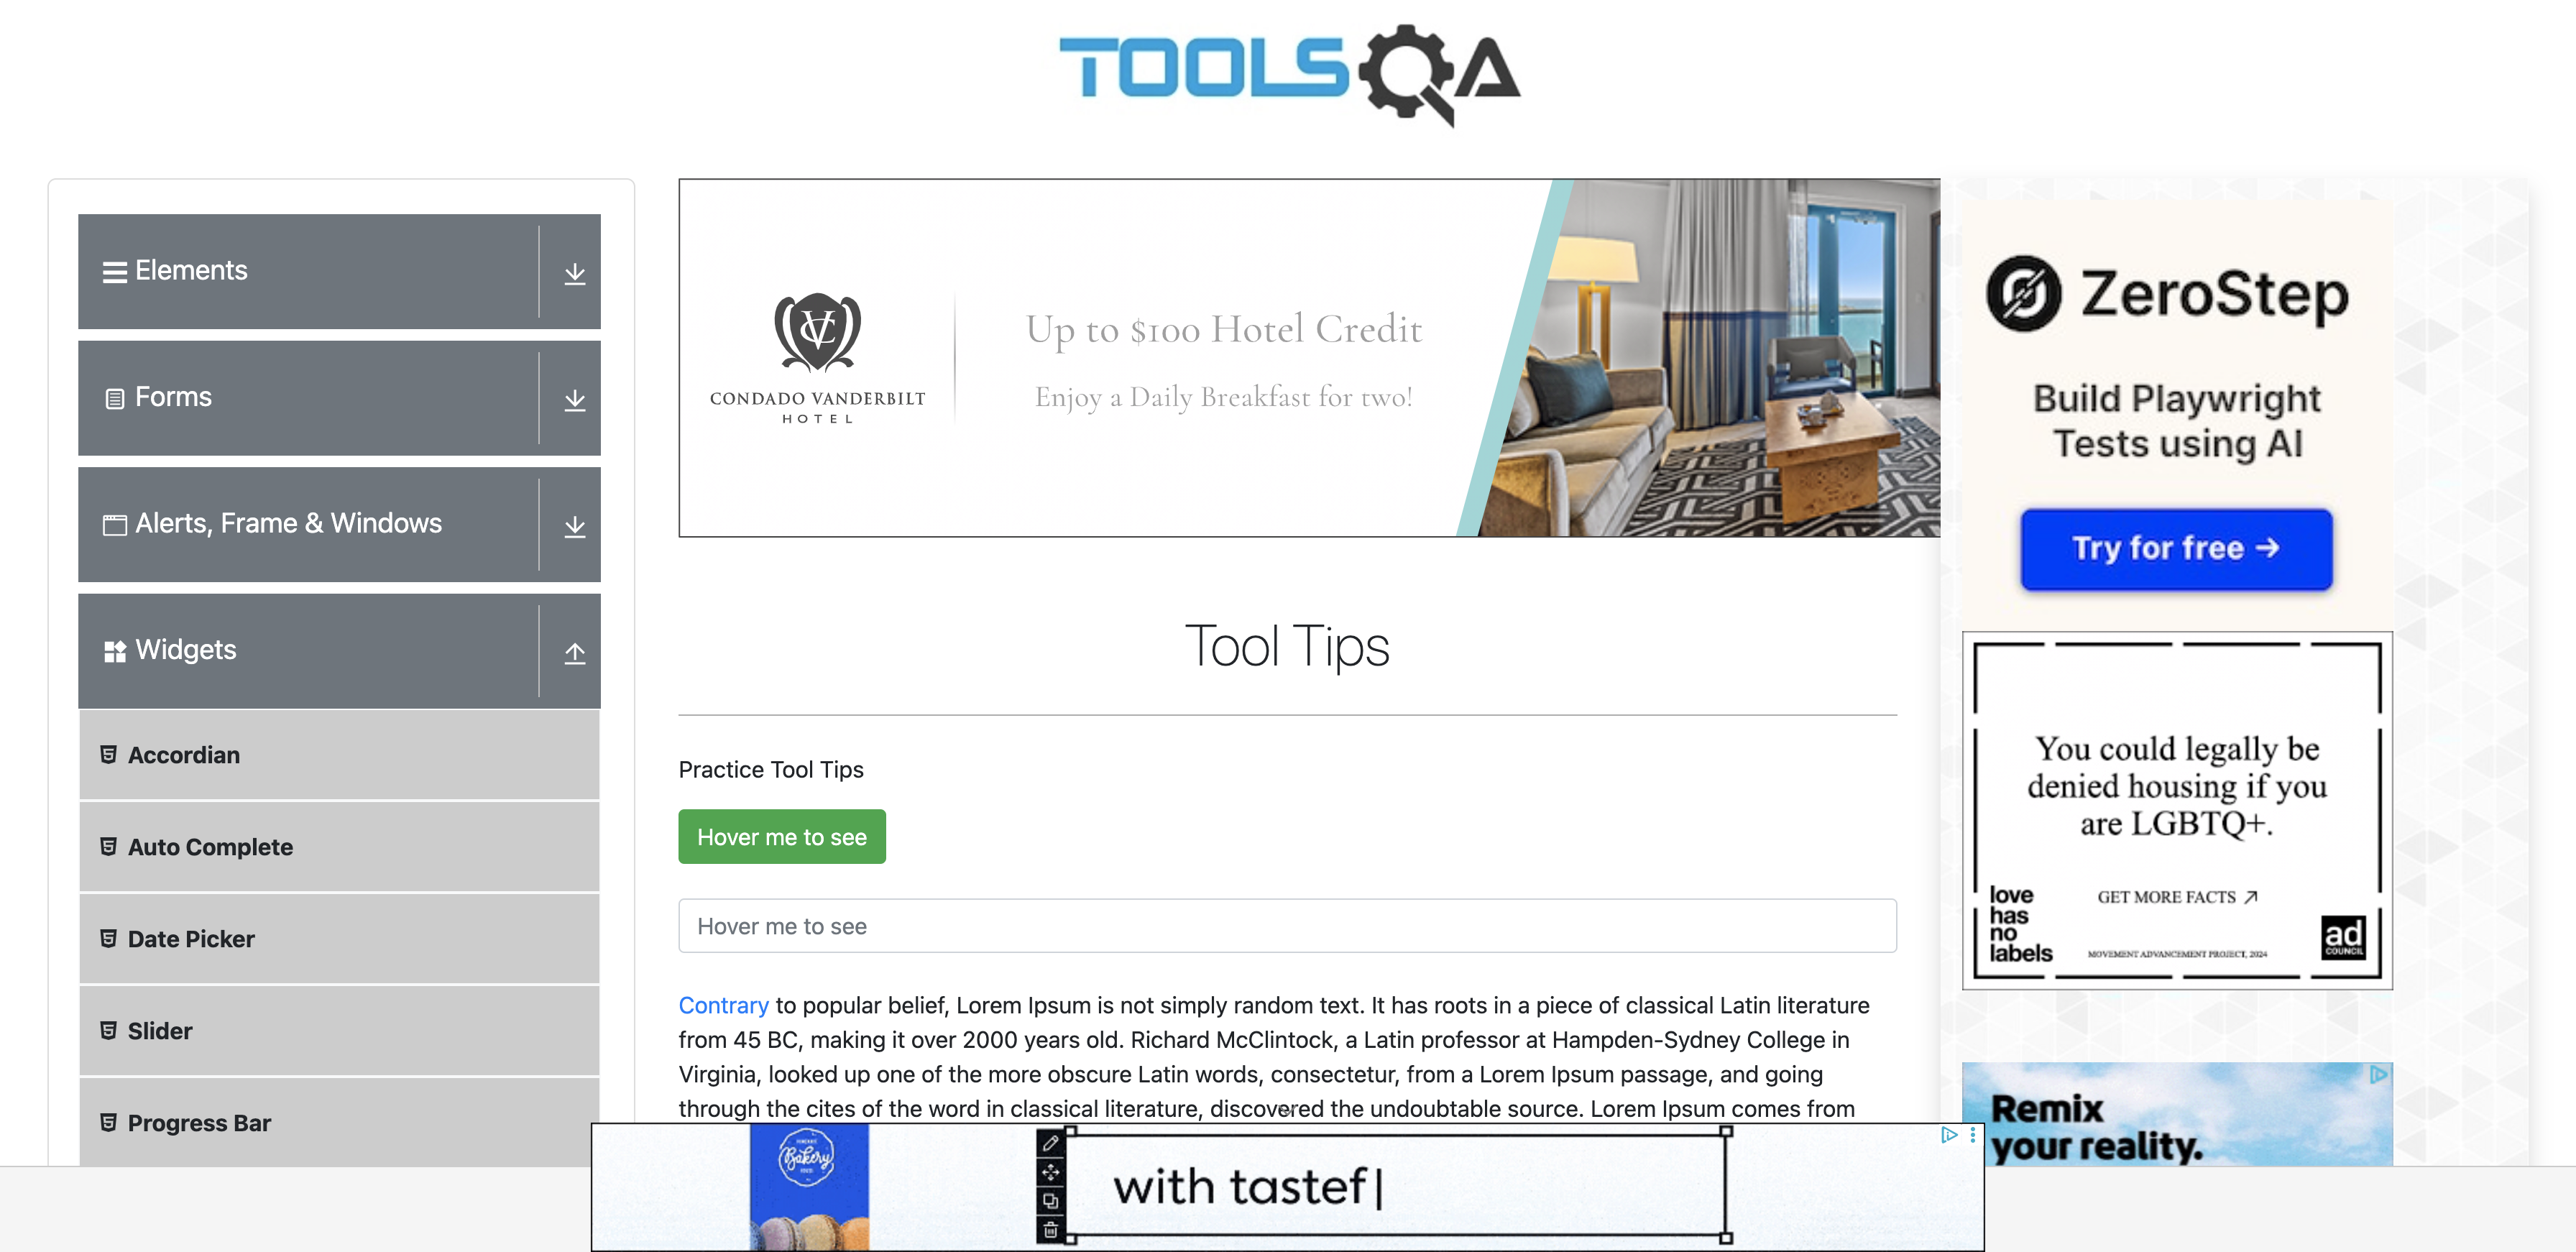 TOOLSQA
Elements
Forms
Alerts, Frame & Windows
Widgets
Accordian
Auto Complete
Date Picker
Slider
Progress Bar
VC
CONDADO VANDERBILT
HOTEL
Up to $100 Hotel Credit
Enjoy a Daily Breakfast for two!
Tool Tips
Practice Tool Tips
Hover me to see
Hover me to see
Contrary to popular belief, Lorem Ipsum is not simply random text. It has roots in a piece of classical Latin literature
from 45 BC, making it over 2000 years old. Richard McClintock, a Latin professor at Hampden-Sydney College in
Virginia, looked up one of the more obscure Latin words, consectetur, from a Lorem Ipsum passage, and going
through the cites of the word in classical literature, discovered the undoubtable source. Lorem Ipsum comes from
ZeroStep
Build Playwright
Tests using AI
Try for free →
You could legally be
denied housing if you
are LGBTQ+.
GET MORE FACTS ↗
love
has
no
labels
MOVEMENT ADVANCEMENT PROJECT, 2024
ad
COUNCIL
Remix
your reality.
Bakery
with tastef|